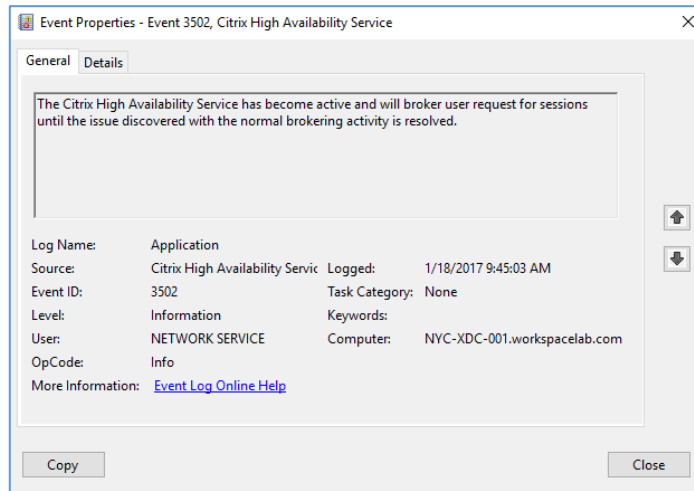 Event Properties - Event 3502, Citrix High Availability Service
General Details
The Citrix High Availability Service has become active and will broker user request for sessions
until the issue discovered with the normal brokering activity is resolved.
Log Name: Application
Source: Citrix High Availability Servic Logged: 1/18/2017 9:45:03 AM
Event ID: 3502 Task Category: None
Level: Information Keywords:
User: NETWORK SERVICE Computer: NYC-XDC-001.workspacelab.com
OpCode: Info
More Information: Event Log Online Help
Copy Close